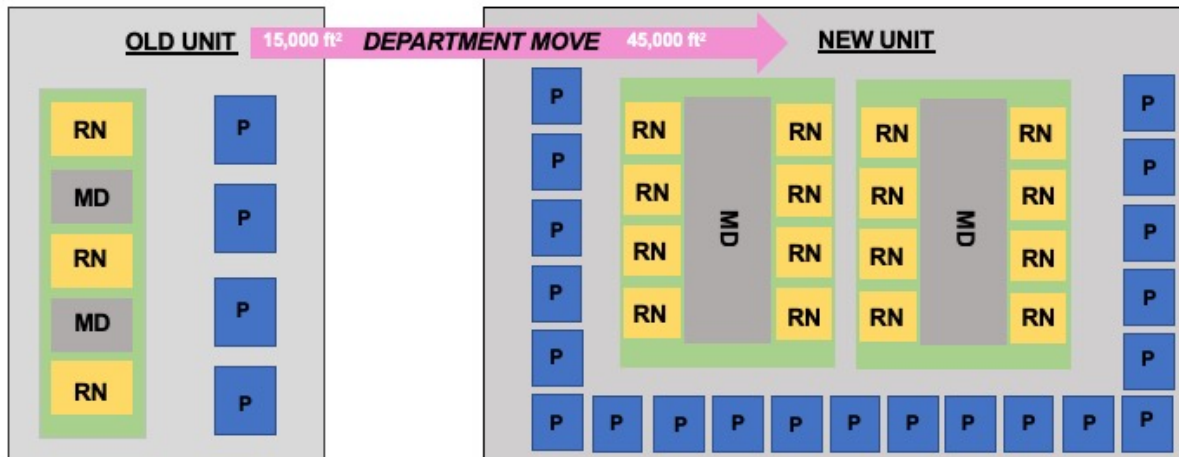 OLD UNIT
15,000 ft²
DEPARTMENT MOVE
45,000 ft²
NEW UNIT
RN
MD
RN
MD
RN
P
P
P
P
P
P
P
P
P
RN
RN
RN
RN
MD
RN
RN
RN
RN
RN
RN
RN
RN
MD
RN
RN
RN
RN
P
P
P
P
P
P P P P P P P P P P P